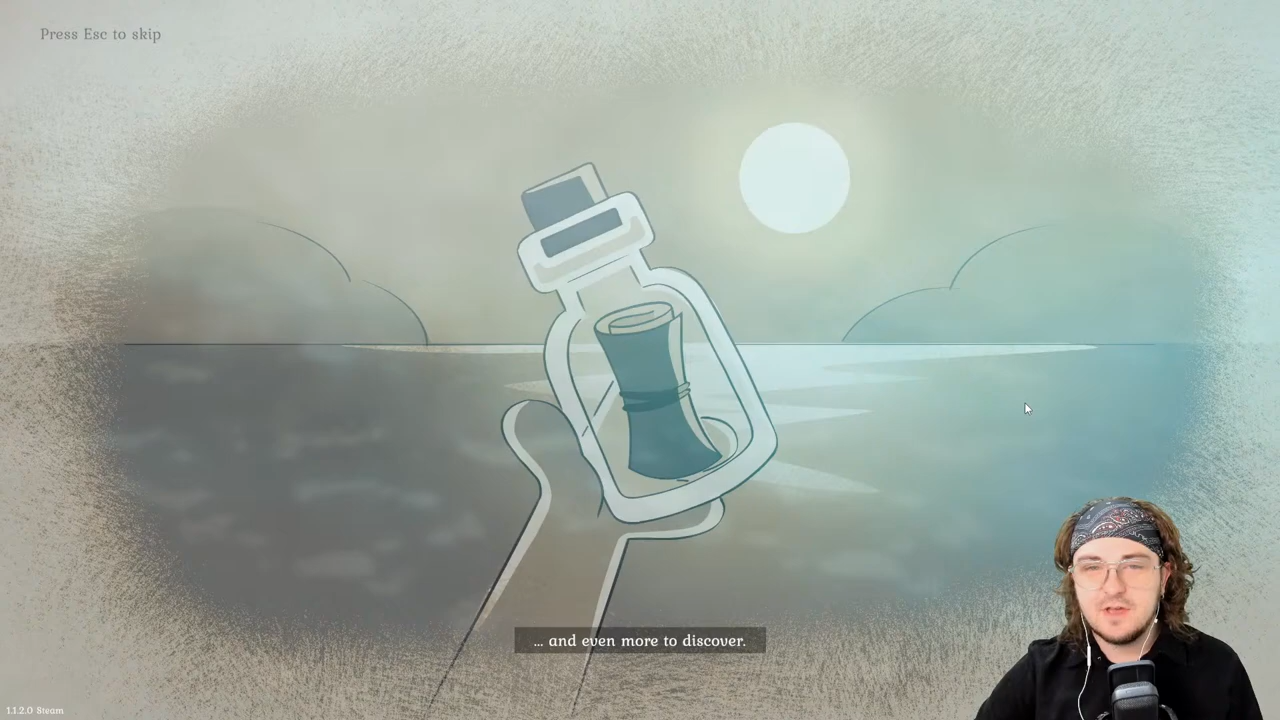 Press Esc to skip
... and even more to discover.
1.1.2.0 Steam